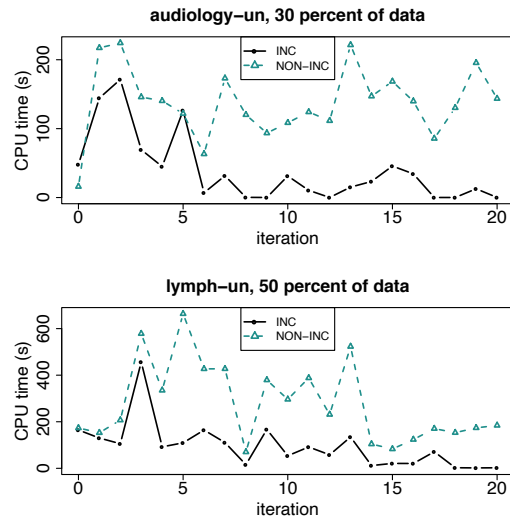 audiology−un, 30 percent of data
CPU time (s)
200
100
0
INC
NON−INC
0 5 10 15 20
iteration
lymph−un, 50 percent of data
CPU time (s)
600
400
200
0
INC
NON−INC
0 5 10 15 20
iteration